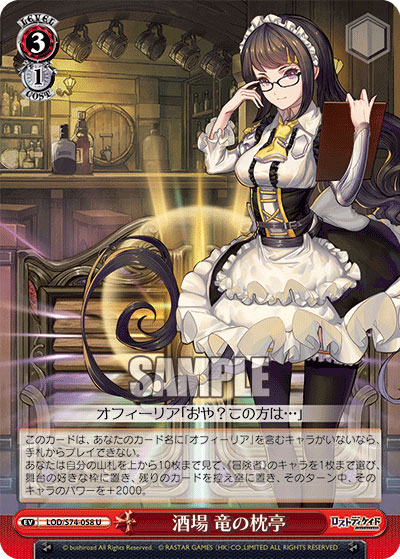 LEVEL
3
1
COST
SAMPLE
オフィーリア「おや？この方は…」
このカードは、あなたのカード名に「オフィーリア」を含むキャラがいないなら、
手札からプレイできない。
あなたは自分の山札を上から10枚まで見て、《冒険者》のキャラを1枚まで選び、
舞台の好きな枠に置き、残りのカードを控え室に置き、そのターン中、その
キャラのパワーを＋2000。
EV LOD/S74-058 U
酒場 竜の枕亭
ロストディケイド
© bushiroad All Rights Reserved. © RASTAR GAMES (HK) CO.,LIMITED ALL RIGHTS RESERVED.